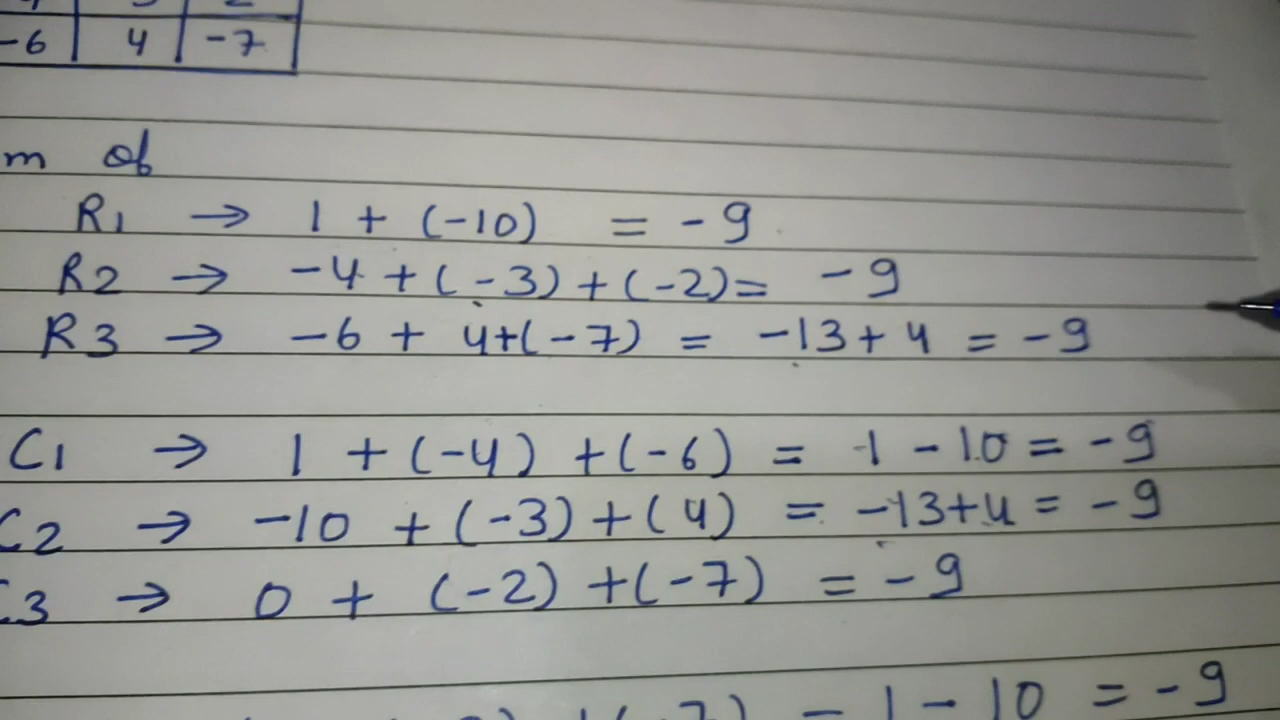 -6 4 -7
m of
R1 → 1 + (-10) = -9
R2 → -4 + (-3) + (-2) = -9
R3 → -6 + 4+(-7) = -13+4 = -9
C1 → 1 + (-4) + (-6) = 1 - 10 = -9
C2 → -10 + (-3) + (4) = -13+4 = -9
3 → 0 + (-2) + (-7) = -9
(-7) - 1 - 10 = -9